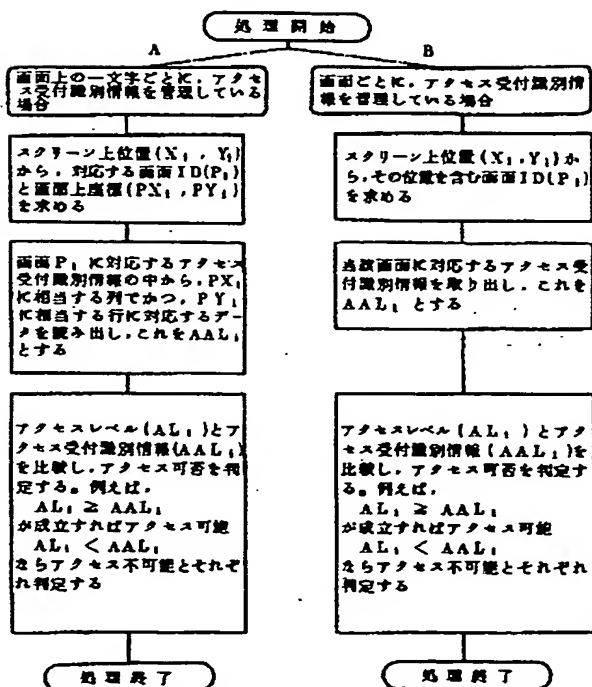 処理開始
A
画面上の一文字ごとに,アクセ
ス受付識別情報を管理している
場合
スクリーン上位置(X₁,Y₁)
から,対応する画面ID(P₁)
と画面上座標(PX₁,PY₁)
を求める
画面P₁に対応するアクセス
受付識別情報の中から,PX₁
に相当する列でかつ,PY₁
に相当する行に対応するデー
タを読み出し,これをAAL₁
とする
アクセスレベル(AL₁)とア
クセス受付識別情報(AAL₁)
を比較し,アクセス可否を判
定する。例えば,
AL₁ ≧ AAL₁
が成立すればアクセス可能
AL₁ < AAL₁
ならアクセス不可能とそれぞ
れ判定する
処理終了
B
画面ごとに,アクセス受付識別情
報を管理している場合
スクリーン上位置(X₁,Y₁)か
ら,その位置を含む画面ID(P₁)
を求める
当該画面に対応するアクセス受
付識別情報を取り出し,これを
AAL₁ とする
アクセスレベル(AL₁)とアクセ
ス受付識別情報(AAL₁)を
比較し,アクセス可否を判定す
る。例えば,
AL₁ ≧ AAL₁
が成立すればアクセス可能
AL₁ < AAL₁
ならアクセス不可能とそれぞれ
判定する
処理終了